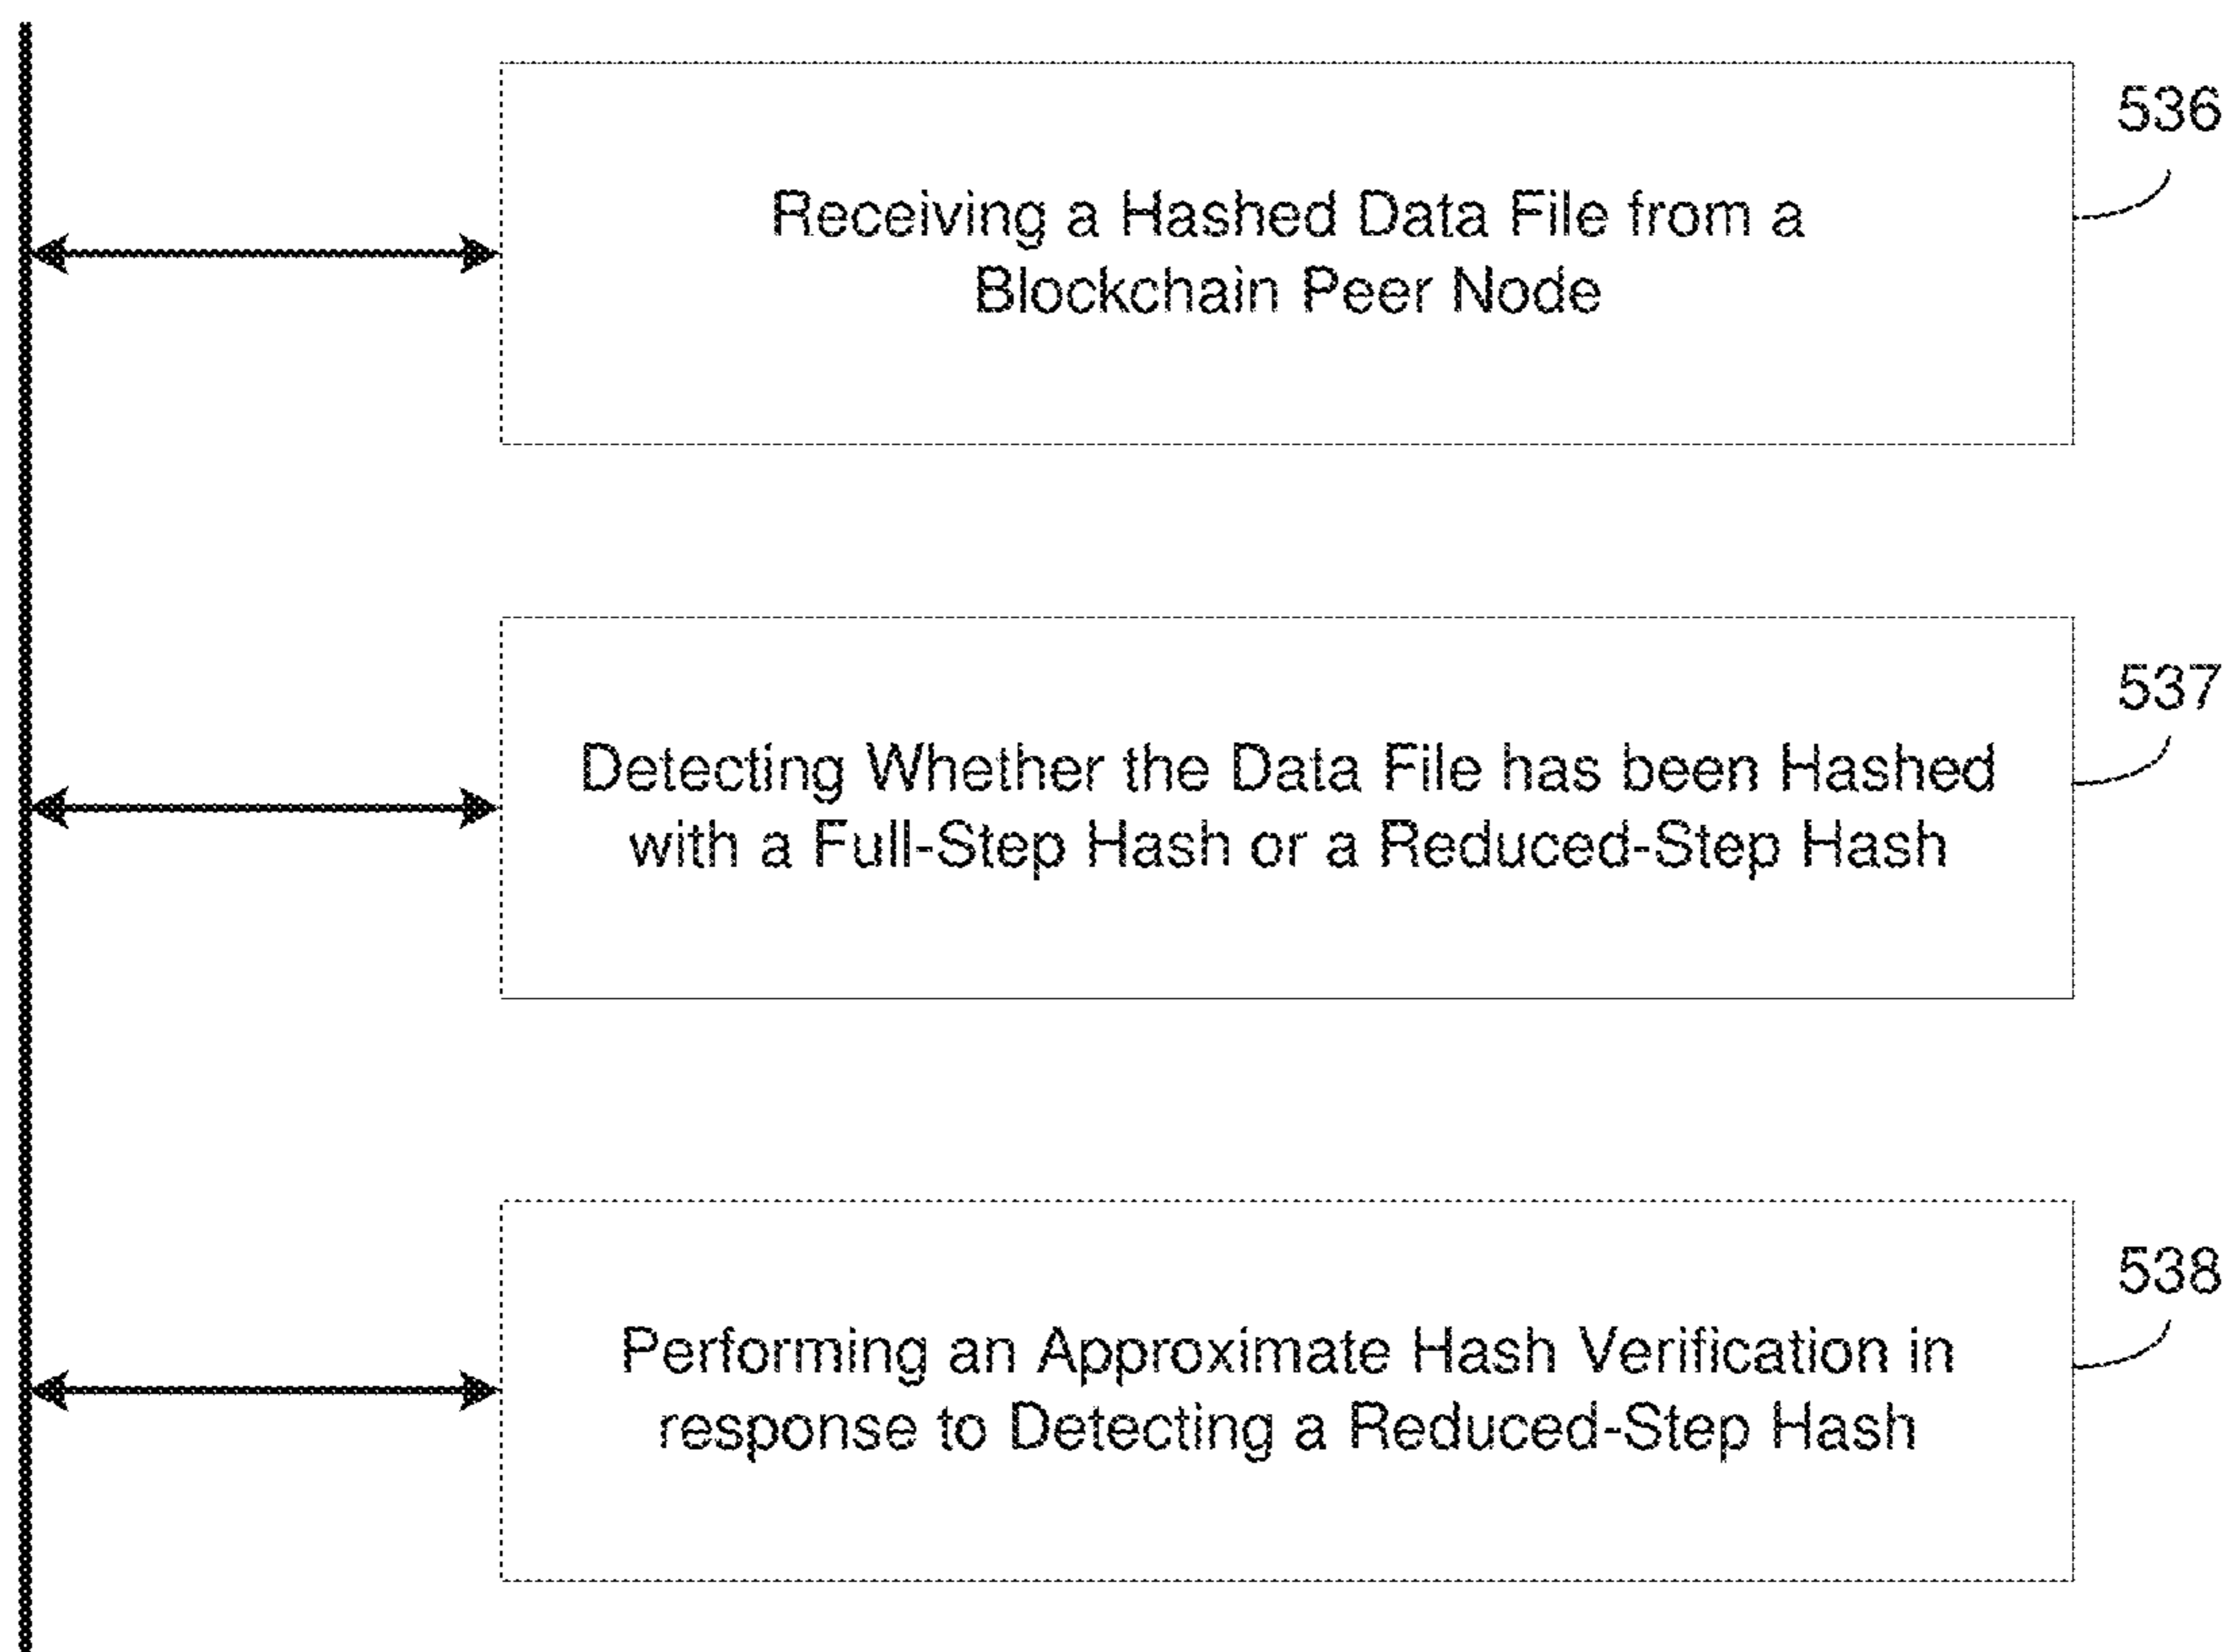 536
Receiving a Hashed Data File from a
Blockchain Peer Node
537
Detecting Whether the Data File has been Hashed
with a Full-Step Hash or a Reduced-Step Hash
538
Performing an Approximate Hash Verification in
response to Detecting a Reduced-Step Hash